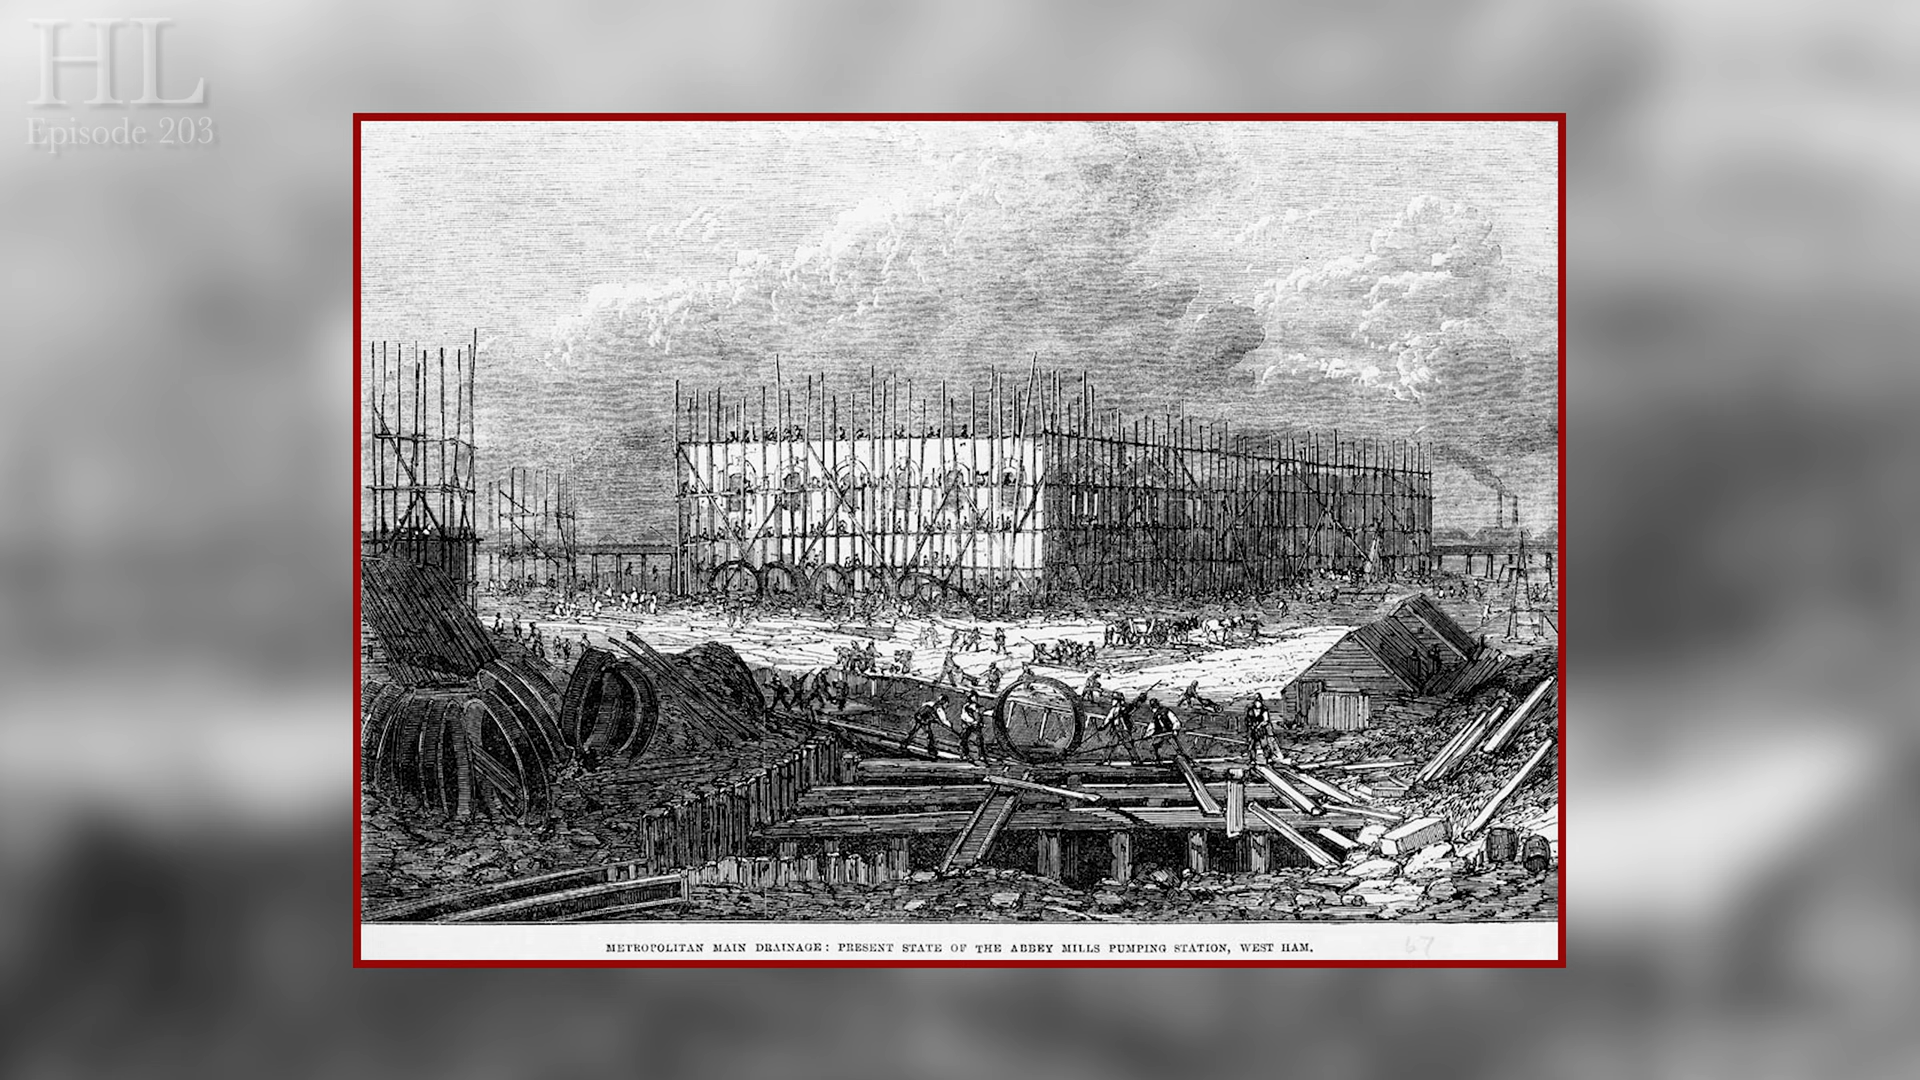 HL
Episode 203
METROPOLITAN MAIN DRAINAGE: PRESENT STATE OF THE ABBEY MILLS PUMPING STATION, WEST HAM.
67